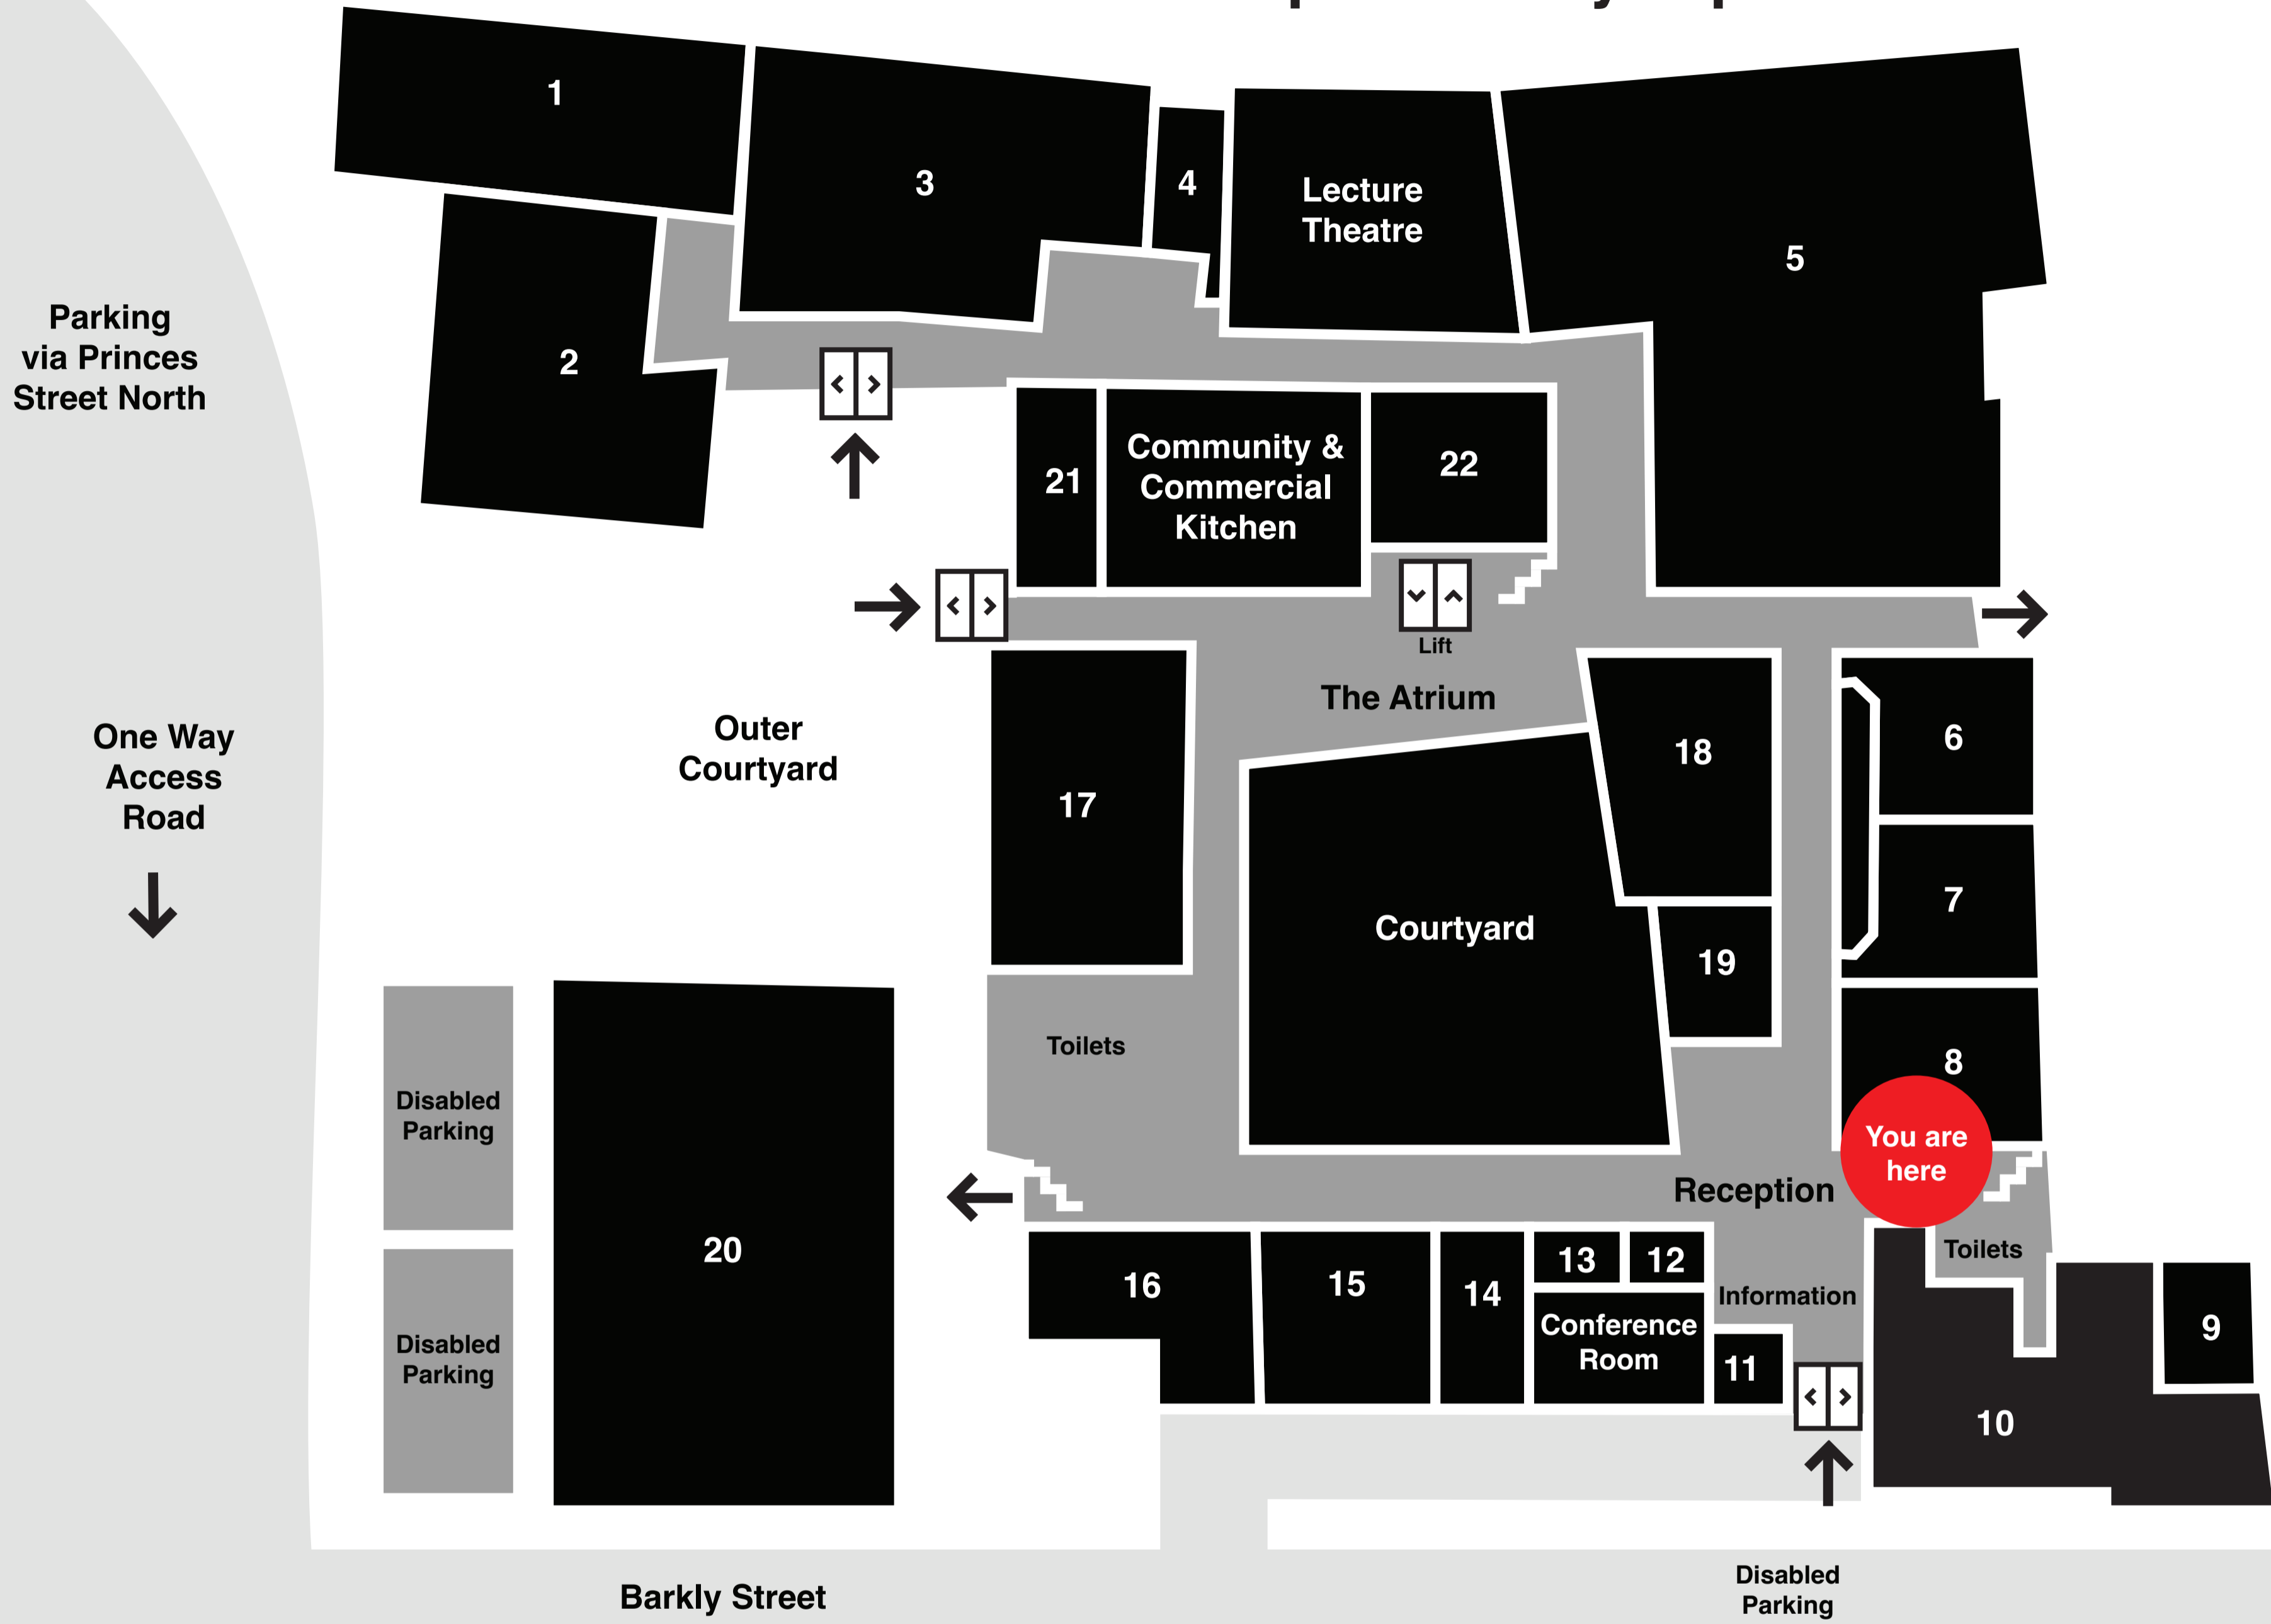 1
3
4
Lecture
Theatre
5
2
Parking
via Princes
Street North
21
Community &
Commercial
Kitchen
22
Lift
The Atrium
One Way
Access
Road
Outer
Courtyard
17
18
6
7
Courtyard
19
8
Toilets
Disabled
Parking
You are
here
Reception
20
16
15
14
13
12
Toilets
Information
Conference
Room
11
9
10
Disabled
Parking
Barkly Street
Disabled
Parking